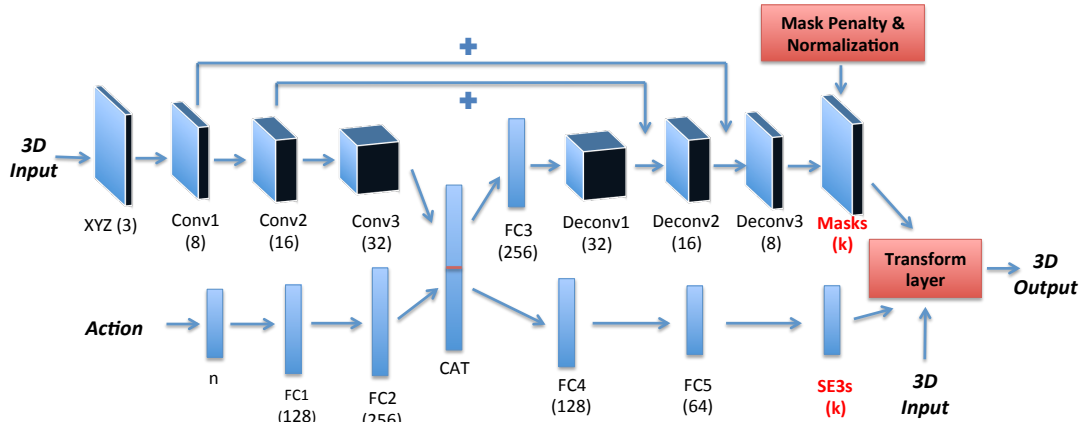 Mask Penalty &
Normalization
3D
Input
XYZ (3)
Conv1
(8)
Conv2
(16)
Conv3
(32)
FC3
(256)
Deconv1
(32)
Deconv2
(16)
Deconv3
(8)
Masks
(k)
Transform
layer
3D
Output
Action
n
FC1
(128)
FC2
(256)
CAT
FC4
(128)
FC5
(64)
SE3s
(k)
3D
Input